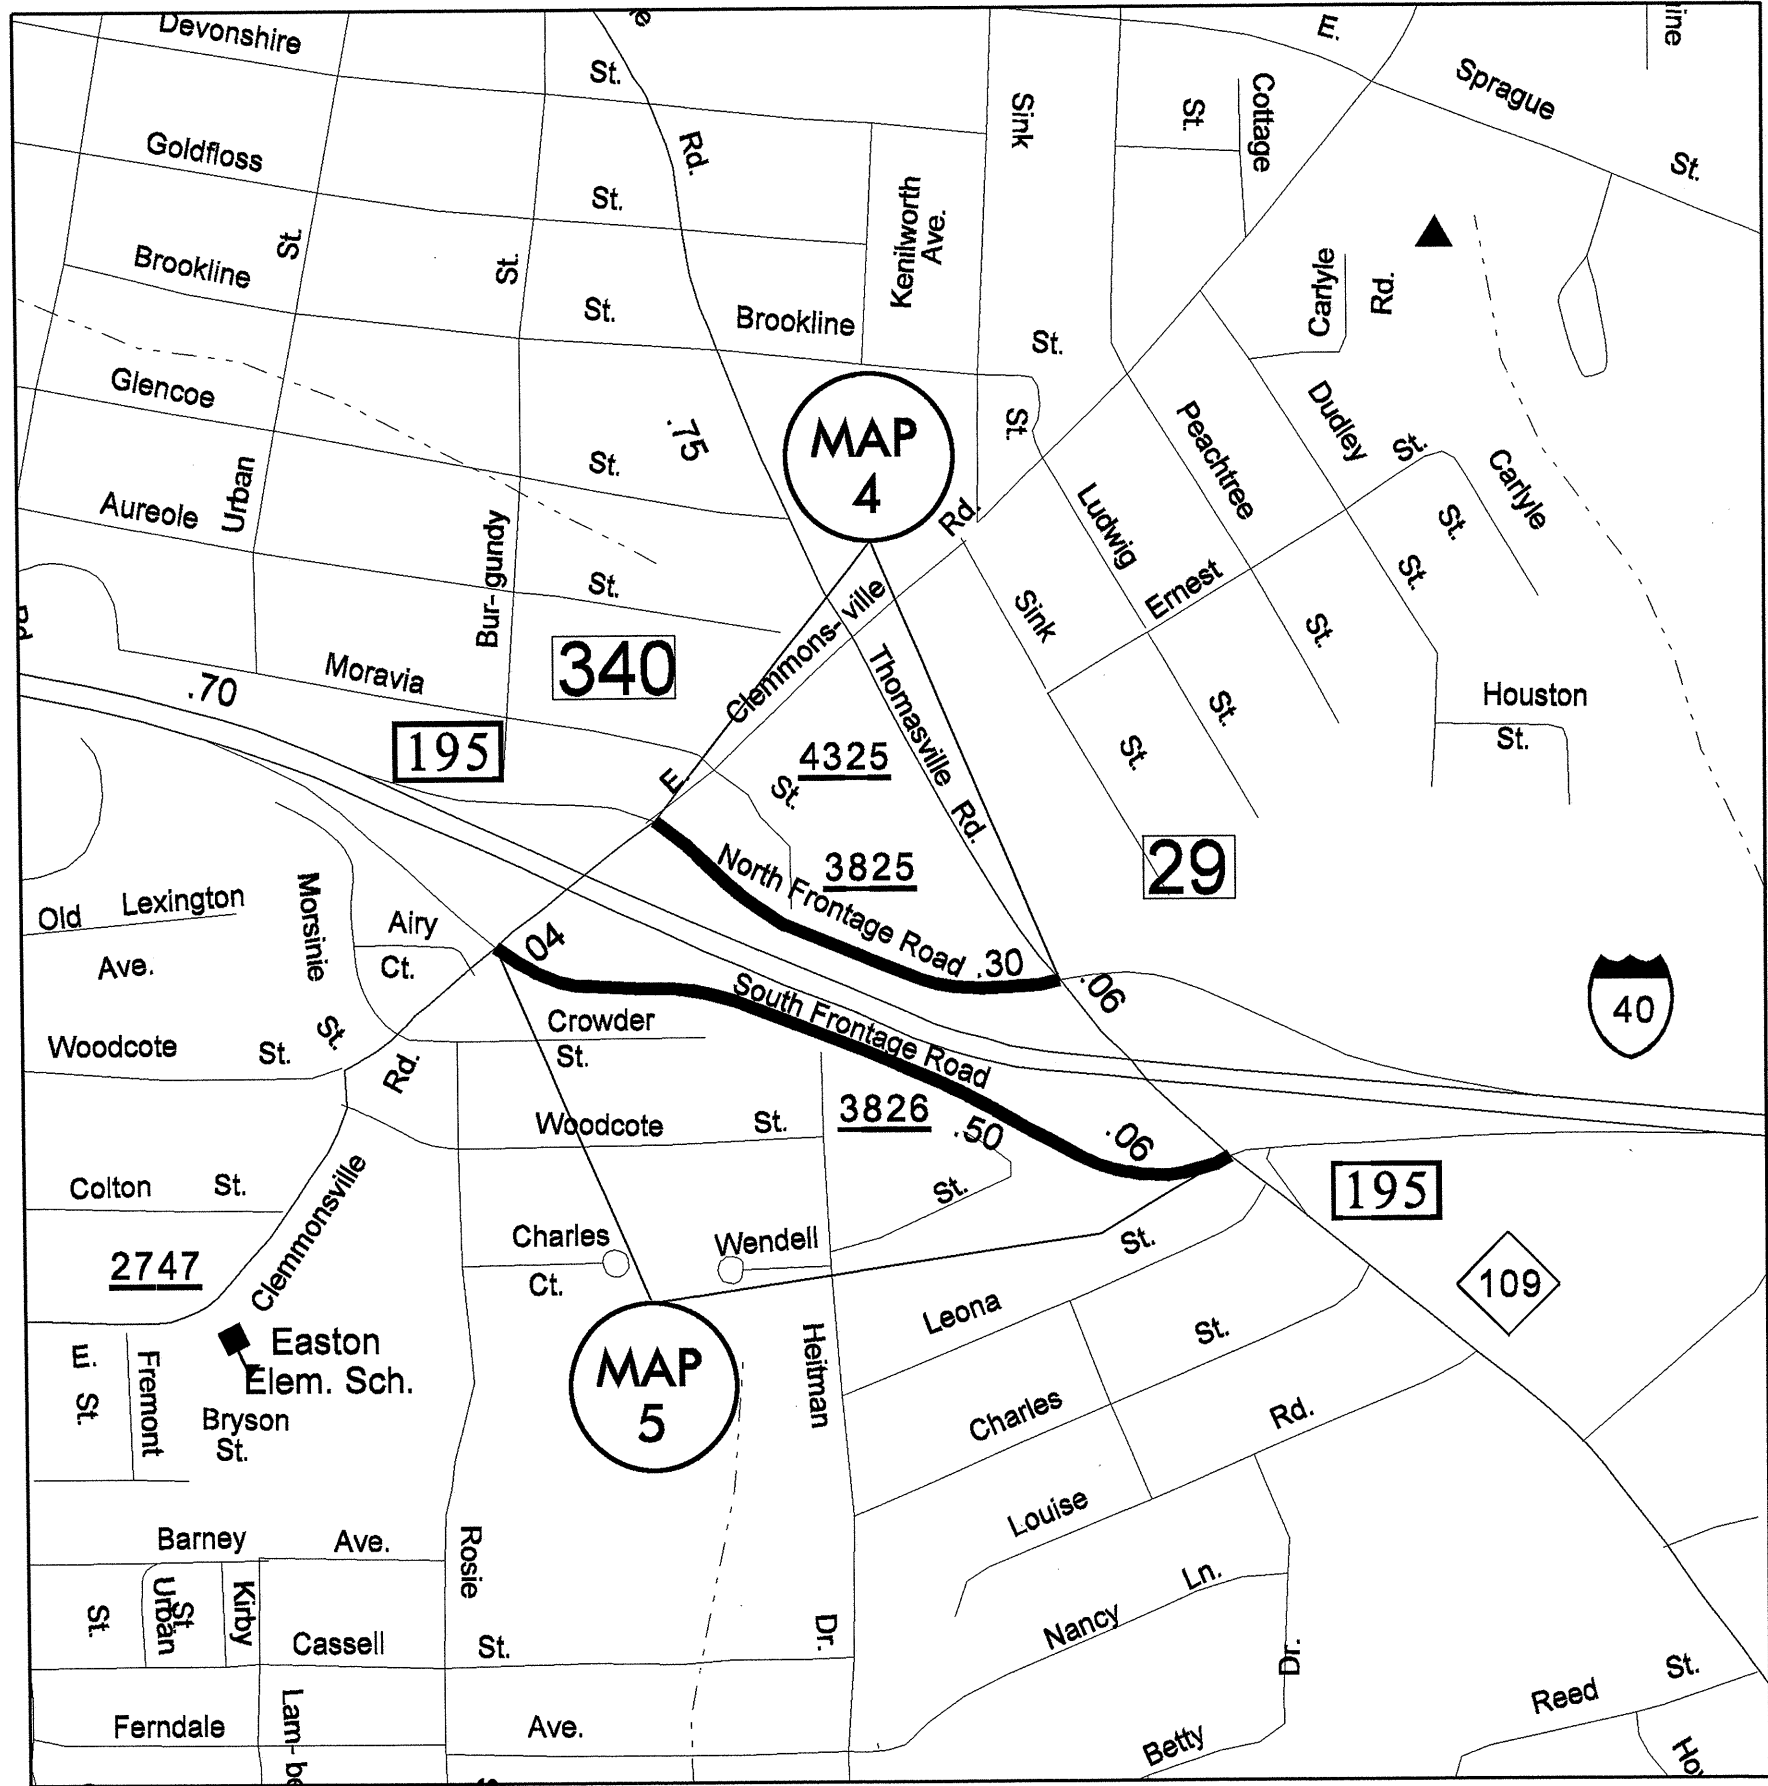 Devonshire
St.
Rd.
Sink
St.
Cottage
E.
Sprague
St.
ine
Goldfloss
St.
St.
St.
Kenilworth
Ave.
Brookline
St.
Brookline
St.
Carlyle
Rd.
Glencoe
St.
.75
MAP
4
St.
Peachtree
St.
Dudley
St.
Carlyle
St.
Aureole
Urban
Bur-gundy
St.
Rd.
Ludwig
St.
Ernest
Sink
St.
St.
Clemmons-ville
E.
Thomasville Rd.
Houston
St.
Rd
.70
Moravia
St.
340
195
4325
3825
29
North Frontage Road .30
.06
40
Old Lexington
Ave.
Morsinie
St.
Airy
Ct.
.04
South Frontage Road
Crowder
St.
Woodcote St.
Rd.
Clemmonsville
Woodcote St.
3826
.50
.06
St.
195
Colton St.
2747
Charles
Ct.
Wendell
St.
109
Easton
Elem. Sch.
E.
St.
Fremont
Bryson
St.
MAP
5
Heitman
Dr.
Leona
St.
Charles
Rd.
Louise
Barney Ave.
Rosie
St.
Urban
St.
Kirby
Cassell
St.
Nancy
Ln.
Dr.
Betty
Reed
St.
Ferndale
Ave.
Lam-be
Ho